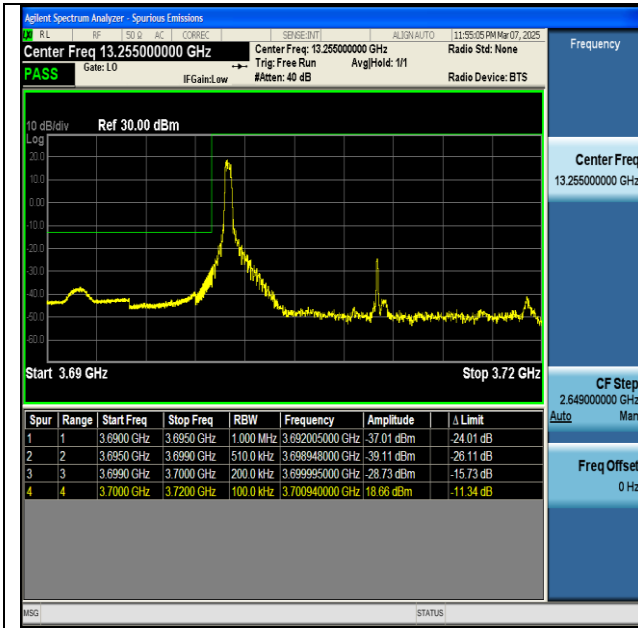 Agilent Spectrum Analyzer - Spurious Emissions
RL RF 50 Ω AC CORREC SENSE:INT ALIGN AUTO 11:55:05 PM Mar 07, 2025
Center Freq 13.255000000 GHz
Center Freq: 13.255000000 GHz
Radio Std: None
PASS
Gate: LO
Trig: Free Run
Avg|Hold: 1/1
IFGain:Low
#Atten: 40 dB
Radio Device: BTS
10 dB/div Ref 30.00 dBm
Log
20.0
10.0
0.00
-10.0
-20.0
-30.0
-40.0
-50.0
-60.0
Start 3.69 GHz Stop 3.72 GHz
Spur Range Start Freq Stop Freq RBW Frequency Amplitude Δ Limit
1 1 3.6900 GHz 3.6950 GHz 1.000 MHz 3.692005000 GHz -37.01 dBm -24.01 dB
2 2 3.6950 GHz 3.6990 GHz 510.0 kHz 3.698948000 GHz -39.11 dBm -26.11 dB
3 3 3.6990 GHz 3.7000 GHz 200.0 kHz 3.699995000 GHz -28.73 dBm -15.73 dB
4 4 3.7000 GHz 3.7200 GHz 100.0 kHz 3.700940000 GHz 18.66 dBm -11.34 dB
MSG STATUS
Frequency
Center Freq
13.255000000 GHz
CF Step
2.649000000 GHz
Auto Man
Freq Offset
0 Hz